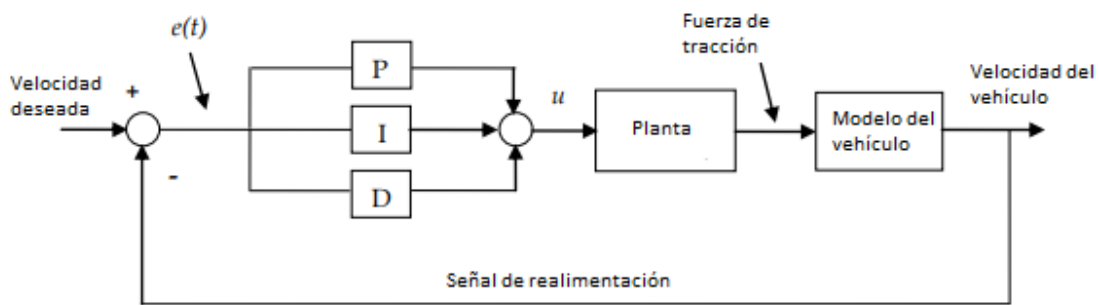 e(t)
Velocidad
deseada
+
-
P
I
D
u
Planta
Fuerza de
tracción
Modelo del
vehículo
Velocidad del
vehículo
Señal de realimentación